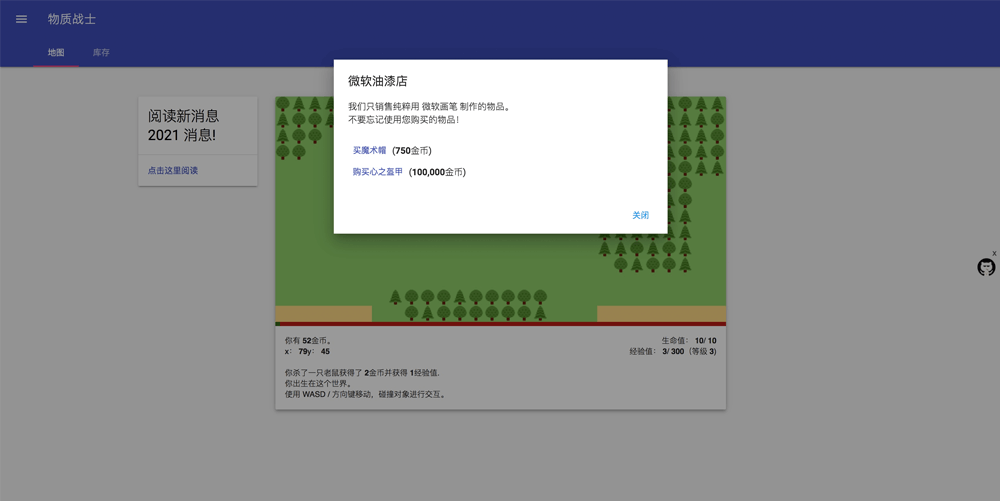 物质战士
地图
库存
微软油漆店
我们只销售纯粹用 微软画笔 制作的物品。
不要忘记使用您购买的物品！
买魔术帽 (750金币)
购买心之盔甲 (100,000金币)
关闭
阅读新消息
2021 消息!
点击这里阅读
x
你有 52金币。
生命值： 10/ 10
x： 79y： 45
经验值： 3/ 300（等级 3)
你杀了一只老鼠获得了 2金币并获得 1经验值.
你出生在这个世界。
使用 WASD / 方向键移动，碰撞对象进行交互。